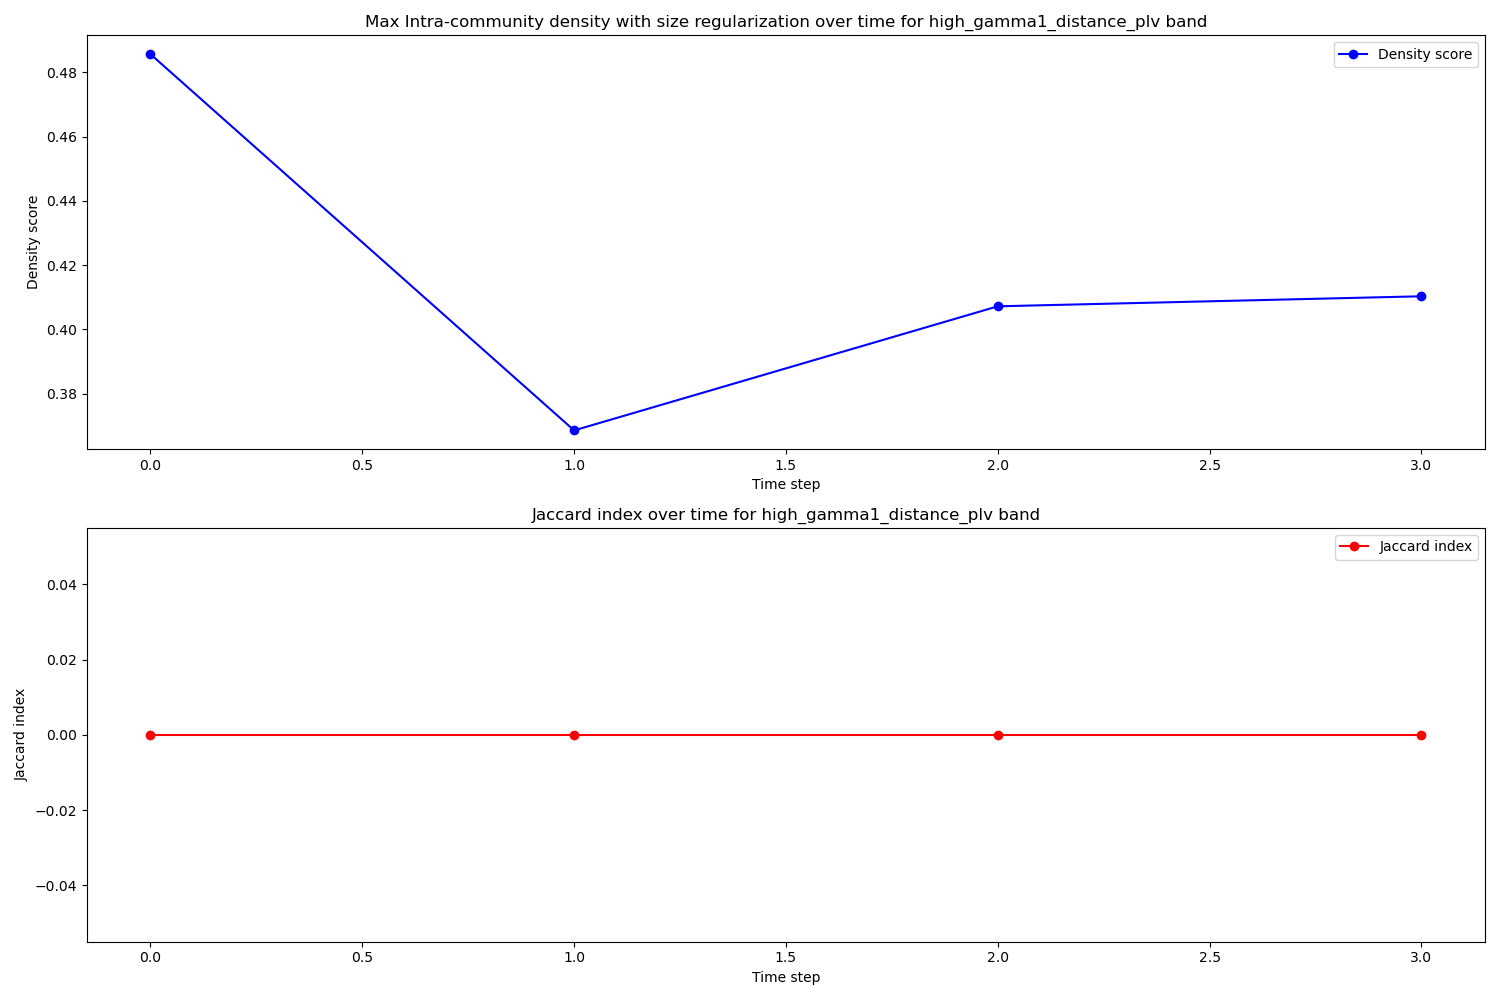 Max Intra-community density with size regularization over time for high_gamma1_distance_plv band
Density score
0.48
0.46
0.44
0.42
0.40
0.38
Density score
0.0 0.5 1.0 1.5 2.0 2.5 3.0
Time step
Jaccard index over time for high_gamma1_distance_plv band
Jaccard index
0.04
0.02
0.00
−0.02
−0.04
Jaccard index
0.0 0.5 1.0 1.5 2.0 2.5 3.0
Time step